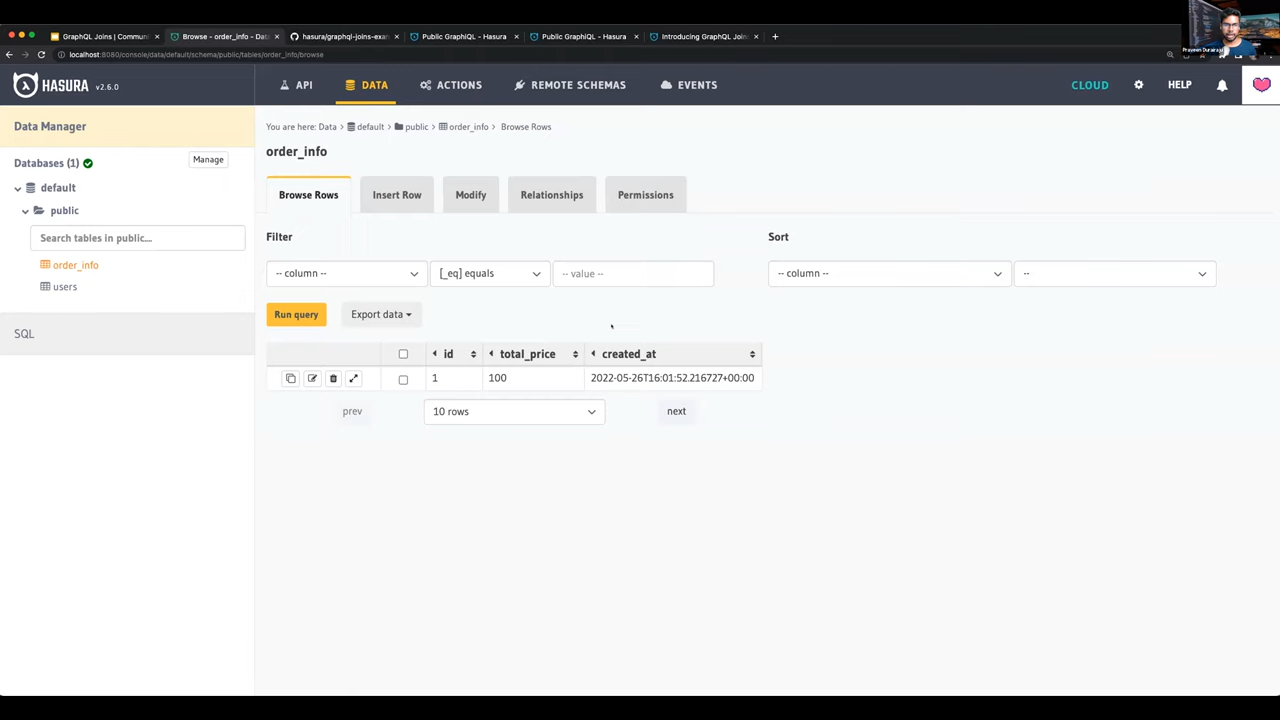 GraphQL Joins | Commun
Browse - order_info - Dat
hasura/graphql-joins-exam
Public GraphiQL - Hasura
Public GraphiQL - Hasura
Introducing GraphQL Joins
localhost:8080/console/data/default/schema/public/tables/order_info/browse
HASURA v2.6.0
API
DATA
ACTIONS
REMOTE SCHEMAS
EVENTS
CLOUD
HELP
Data Manager
Databases (1)
Manage
default
public
Search tables in public....
order_info
users
SQL
You are here: Data default public order_info Browse Rows
order_info
Browse Rows
Insert Row
Modify
Relationships
Permissions
Filter
Sort
-- column --
[_eq] equals
-- value --
-- column --
--
Run query
Export data
id total_price created_at
1 100 2022-05-26T16:01:52.216727+00:00
prev
10 rows
next